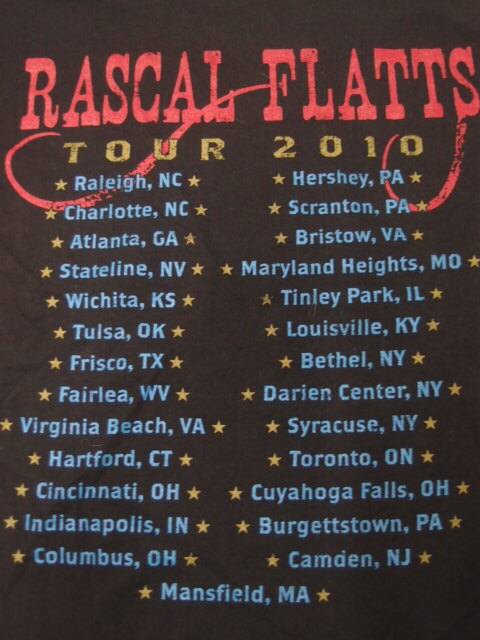 RASCAL FLATTS
TOUR 2010
★ Raleigh, NC ★ ★ Hershey, PA ★
★ Charlotte, NC ★ ★ Scranton, PA ★
★ Atlanta, GA ★ ★ Bristow, VA ★
★ Stateline, NV ★ ★ Maryland Heights, MO ★
★ Wichita, KS ★ ★ Tinley Park, IL ★
★ Tulsa, OK ★ ★ Louisville, KY ★
★ Frisco, TX ★ ★ Bethel, NY ★
★ Fairlea, WV ★ ★ Darien Center, NY ★
★ Virginia Beach, VA ★ ★ Syracuse, NY ★
★ Hartford, CT ★ ★ Toronto, ON ★
★ Cincinnati, OH ★ ★ Cuyahoga Falls, OH ★
★ Indianapolis, IN ★ ★ Burgettstown, PA ★
★ Columbus, OH ★ ★ Camden, NJ ★
★ Mansfield, MA ★